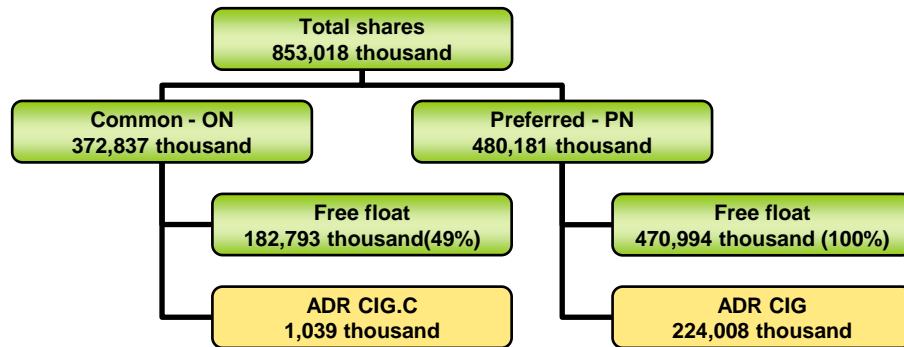 Total shares
853,018 thousand
Common - ON
372,837 thousand
Preferred - PN
480,181 thousand
Free float
182,793 thousand(49%)
Free float
470,994 thousand (100%)
ADR CIG.C
1,039 thousand
ADR CIG
224,008 thousand